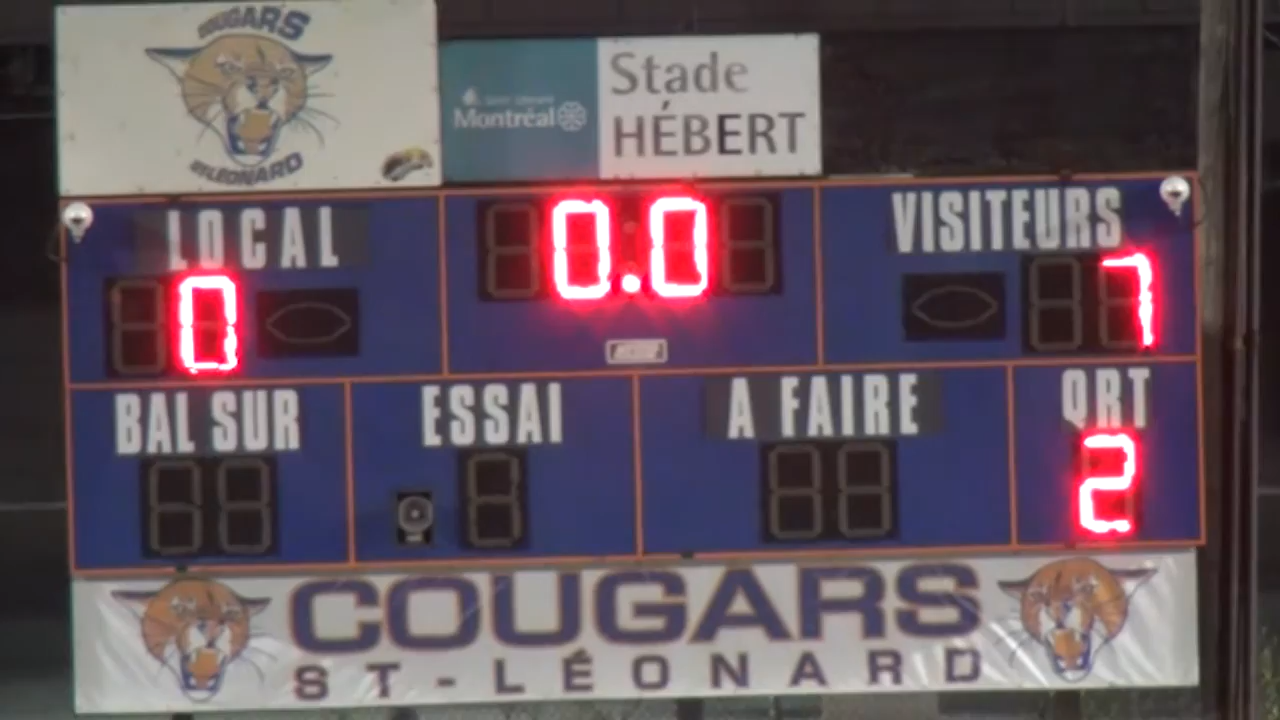 COUGARS
ST-LÉONARD
Montréal
Stade
HÉBERT
LOCAL
0.0
VISITEURS
0
7
BAL SUR
ESSAI
A FAIRE
QRT
2
COUGARS
ST-LÉONARD